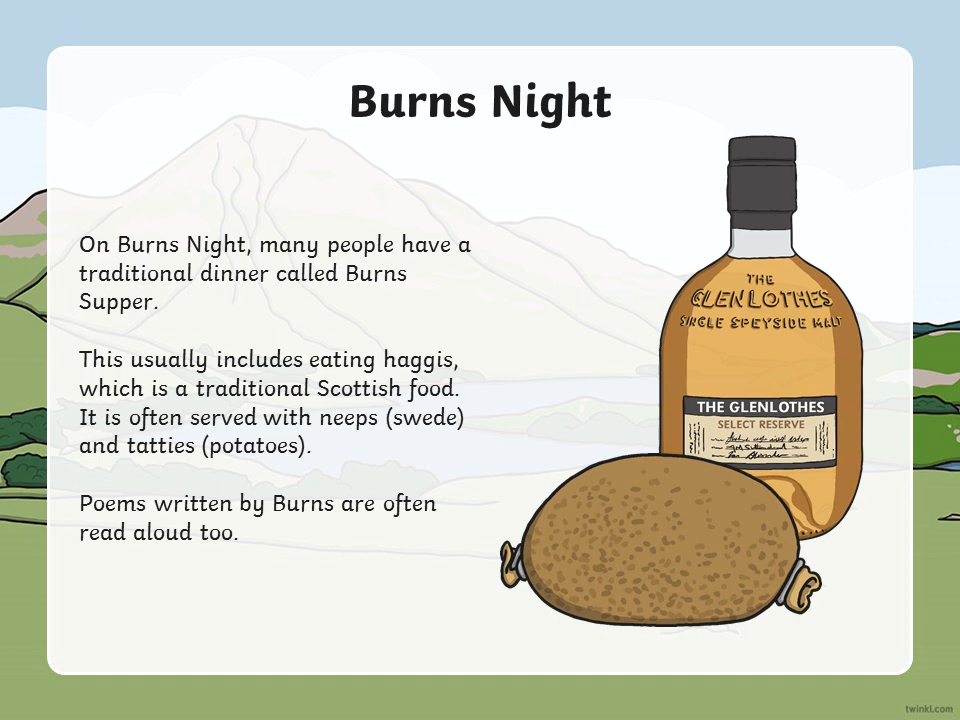 Burns Night
On Burns Night, many people have a
traditional dinner called Burns
Supper.
This usually includes eating haggis,
which is a traditional Scottish food.
It is often served with neeps (swede)
and tatties (potatoes).
Poems written by Burns are often
read aloud too.
THE
GLENLOTHES
SINGLE SPEYSIDE MALT
THE GLENLOTHES
SELECT RESERVE
twinkl.com